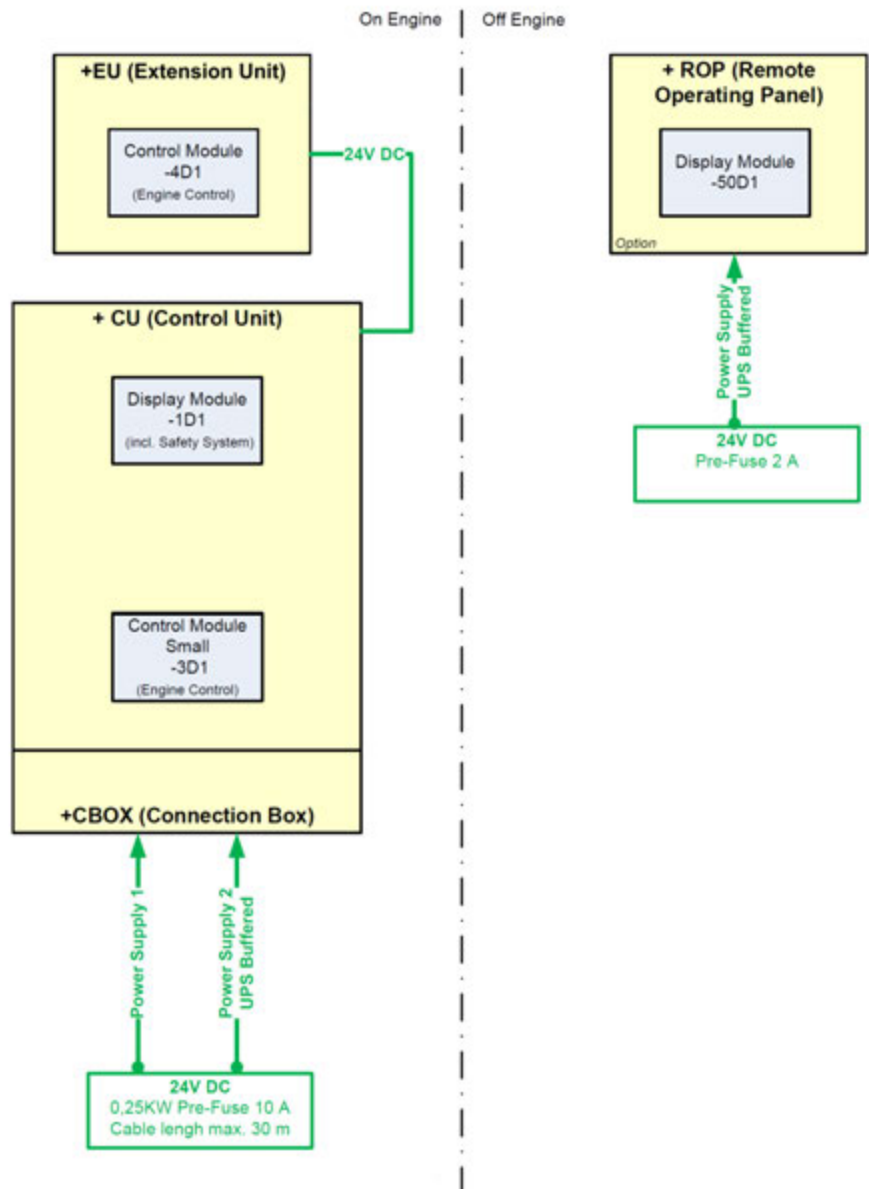 On Engine
Off Engine
+EU (Extension Unit)
Control Module
-4D1
(Engine Control)
24V DC
+ ROP (Remote
Operating Panel)
Display Module
-50D1
Option
Power Supply
UPS Buffered
24V DC
Pre-Fuse 2 A
+ CU (Control Unit)
Display Module
-1D1
(incl. Safety System)
Control Module
Small
-3D1
(Engine Control)
+CBOX (Connection Box)
Power Supply 1
Power Supply 2
UPS Buffered
24V DC
0,25KW Pre-Fuse 10 A
Cable lengh max. 30 m